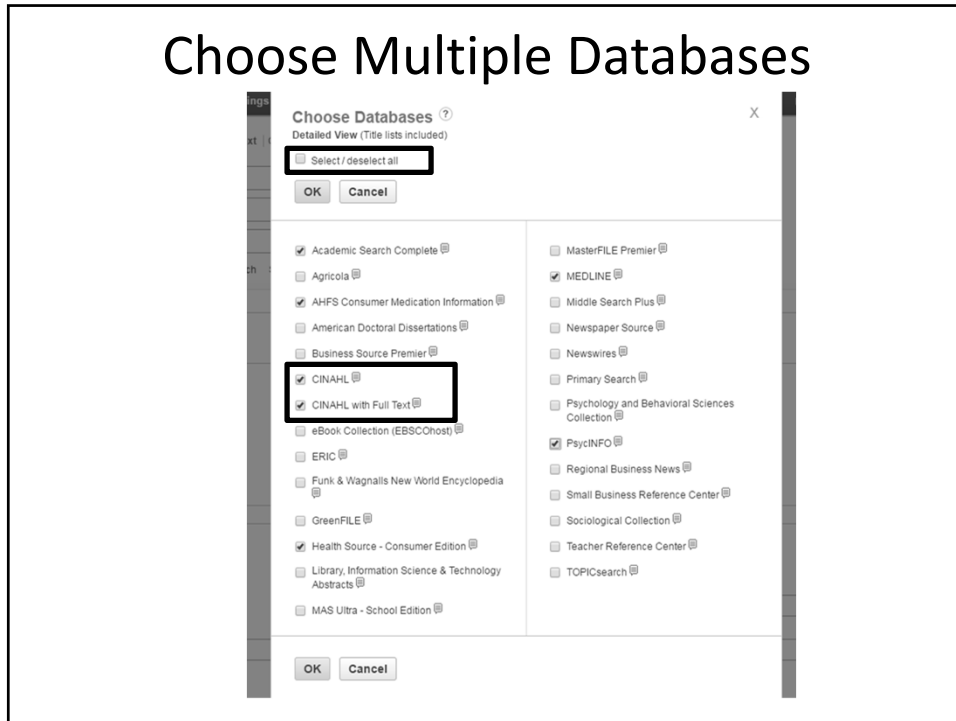 Choose Multiple Databases
ings
Choose Databases ?
X
Detailed View (Title lists included)
xt
Select / deselect all
OK Cancel
Academic Search Complete
Agricola
AHFS Consumer Medication Information
American Doctoral Dissertations
Business Source Premier
CINAHL
CINAHL with Full Text
eBook Collection (EBSCOhost)
ERIC
Funk & Wagnalls New World Encyclopedia
GreenFILE
Health Source - Consumer Edition
Library, Information Science & Technology
Abstracts
MAS Ultra - School Edition
MasterFILE Premier
MEDLINE
Middle Search Plus
Newspaper Source
Newswires
Primary Search
Psychology and Behavioral Sciences
Collection
PsycINFO
Regional Business News
Small Business Reference Center
Sociological Collection
Teacher Reference Center
TOPICsearch
ch
OK Cancel